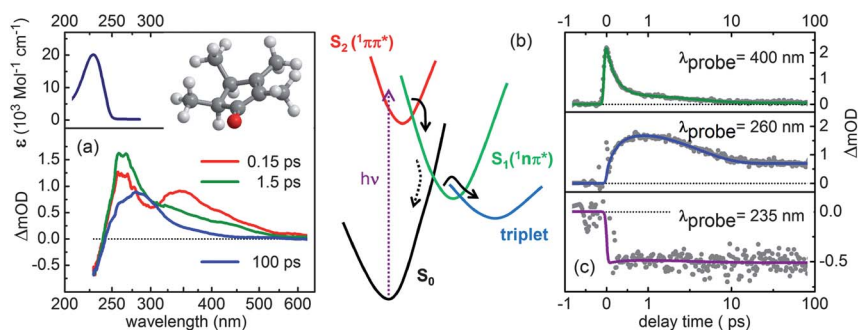 200 250 300
20
10
0
ε (10³ Mol⁻¹ cm⁻¹)
(a)
0.15 ps
1.5 ps
100 ps
1.5
1.0
0.5
0.0
-0.5
ΔmOD
200 250 300 400 500 600
wavelength (nm)
S₂(¹ππ*)
(b)
hν
S₁(¹nπ*)
triplet
S₀
-1 0 1 10 100
λprobe= 400 nm
2
1
0
λprobe= 260 nm
2
1
0
ΔmOD
λprobe= 235 nm
0.0
-0.5
(c)
-1 0 1 10 100
delay time ( ps)